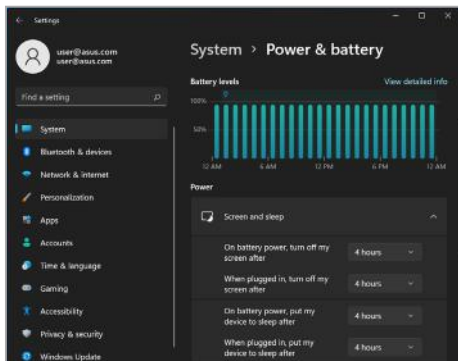 Settings
user@asus.com
user@asus.com
Find a setting
System
Bluetooth & devices
Network & internet
Personalization
Apps
Accounts
Time & language
Gaming
Accessibility
Privacy & security
Windows Update
System > Power & battery
Battery levels
View detailed info
100%
50%
12 AM
6 AM
12 PM
6 PM
12 AM
Power
Screen and sleep
On battery power, turn off my
screen after
4 hours
When plugged in, turn off my
screen after
4 hours
On battery power, put my
device to sleep after
4 hours
When plugged in, put my
device to sleep after
4 hours